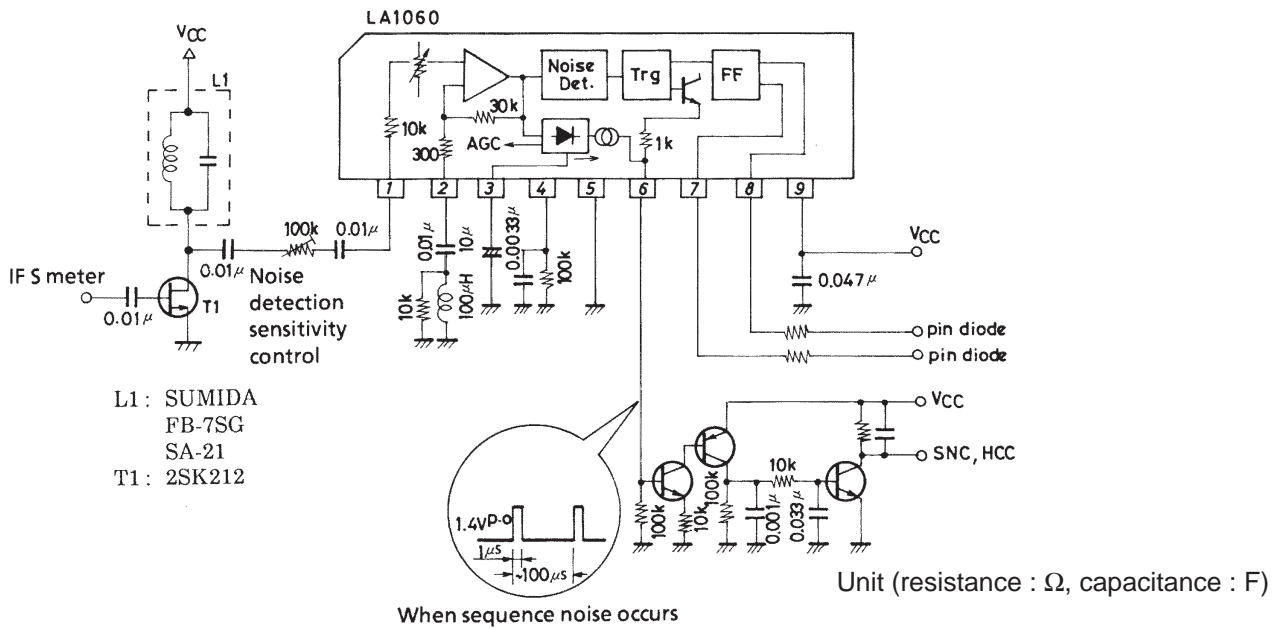 LA1060
VCC
L1
Noise
Det.
Trg
FF
30k
10k
AGC
300
1k
1
2
3
4
5
6
7
8
9
100k
0.01μ
0.01μ
Noise
detection
sensitivity
control
IF S meter
0.01μ
T1
0.01μ
10μ
10k
100μH
0.0033μ
100k
VCC
0.047μ
pin diode
pin diode
L1: SUMIDA
FB-7SG
SA-21
T1: 2SK212
VCC
SNC, HCC
10k
100k
100k
10k
0.001μ
0.033μ
1.4VP-o
1μs
~100μs
When sequence noise occurs
Unit (resistance : Ω, capacitance : F)